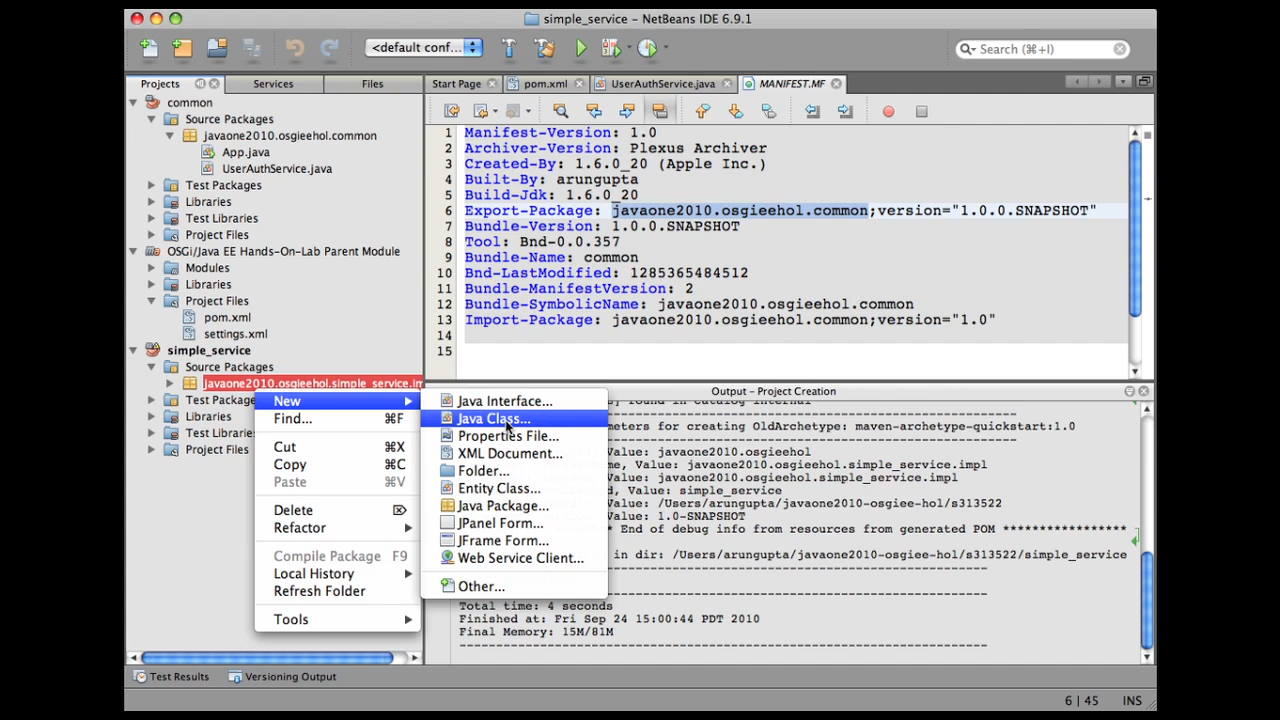 simple_service – NetBeans IDE 6.9.1
<default conf...
Search (⌘+I)
Projects
Services
Files
Start Page
pom.xml
UserAuthService.java
MANIFEST.MF
common
Source Packages
javaone2010.osgieehol.common
App.java
UserAuthService.java
Test Packages
Libraries
Test Libraries
Project Files
OSGi/Java EE Hands-On-Lab Parent Module
Modules
Libraries
Project Files
pom.xml
settings.xml
simple_service
Source Packages
javaone2010.osgieehol.simple_service.im
Test Package
Libraries
Test Librarie
Project Files
1 Manifest-Version: 1.0
2 Archiver-Version: Plexus Archiver
3 Created-By: 1.6.0_20 (Apple Inc.)
4 Built-By: arungupta
5 Build-Jdk: 1.6.0_20
6 Export-Package: javaone2010.osgieehol.common;version="1.0.0.SNAPSHOT"
7 Bundle-Version: 1.0.0.SNAPSHOT
8 Tool: Bnd-0.0.357
9 Bundle-Name: common
10 Bnd-LastModified: 1285365484512
11 Bundle-ManifestVersion: 2
12 Bundle-SymbolicName: javaone2010.osgieehol.common
13 Import-Package: javaone2010.osgieehol.common;version="1.0"
14
15
New
Find... ⌘F
Cut ⌘X
Copy ⌘C
Paste ⌘V
Delete
Refactor
Compile Package F9
Local History
Refresh Folder
Tools
Java Interface...
Java Class...
Properties File...
XML Document...
Folder...
Entity Class...
Java Package...
JPanel Form...
JFrame Form...
Web Service Client...
Other...
Output - Project Creation
] found in catalog internal
meters for creating OldArchetype: maven-archetype-quickstart:1.0
Value: javaone2010.osgieehol
Name, Value: javaone2010.osgieehol.simple_service.impl
Value: javaone2010.osgieehol.simple_service.impl
d, Value: simple_service
Value: /Users/arungupta/javaone2010-osgiee-hol/s313522
Value: 1.0-SNAPSHOT
* End of debug info from resources from generated POM *****************
in dir: /Users/arungupta/javaone2010-osgiee-hol/s313522/simple_service
Total time: 4 seconds
Finished at: Fri Sep 24 15:00:44 PDT 2010
Final Memory: 15M/81M
Test Results
Versioning Output
6 | 45
INS